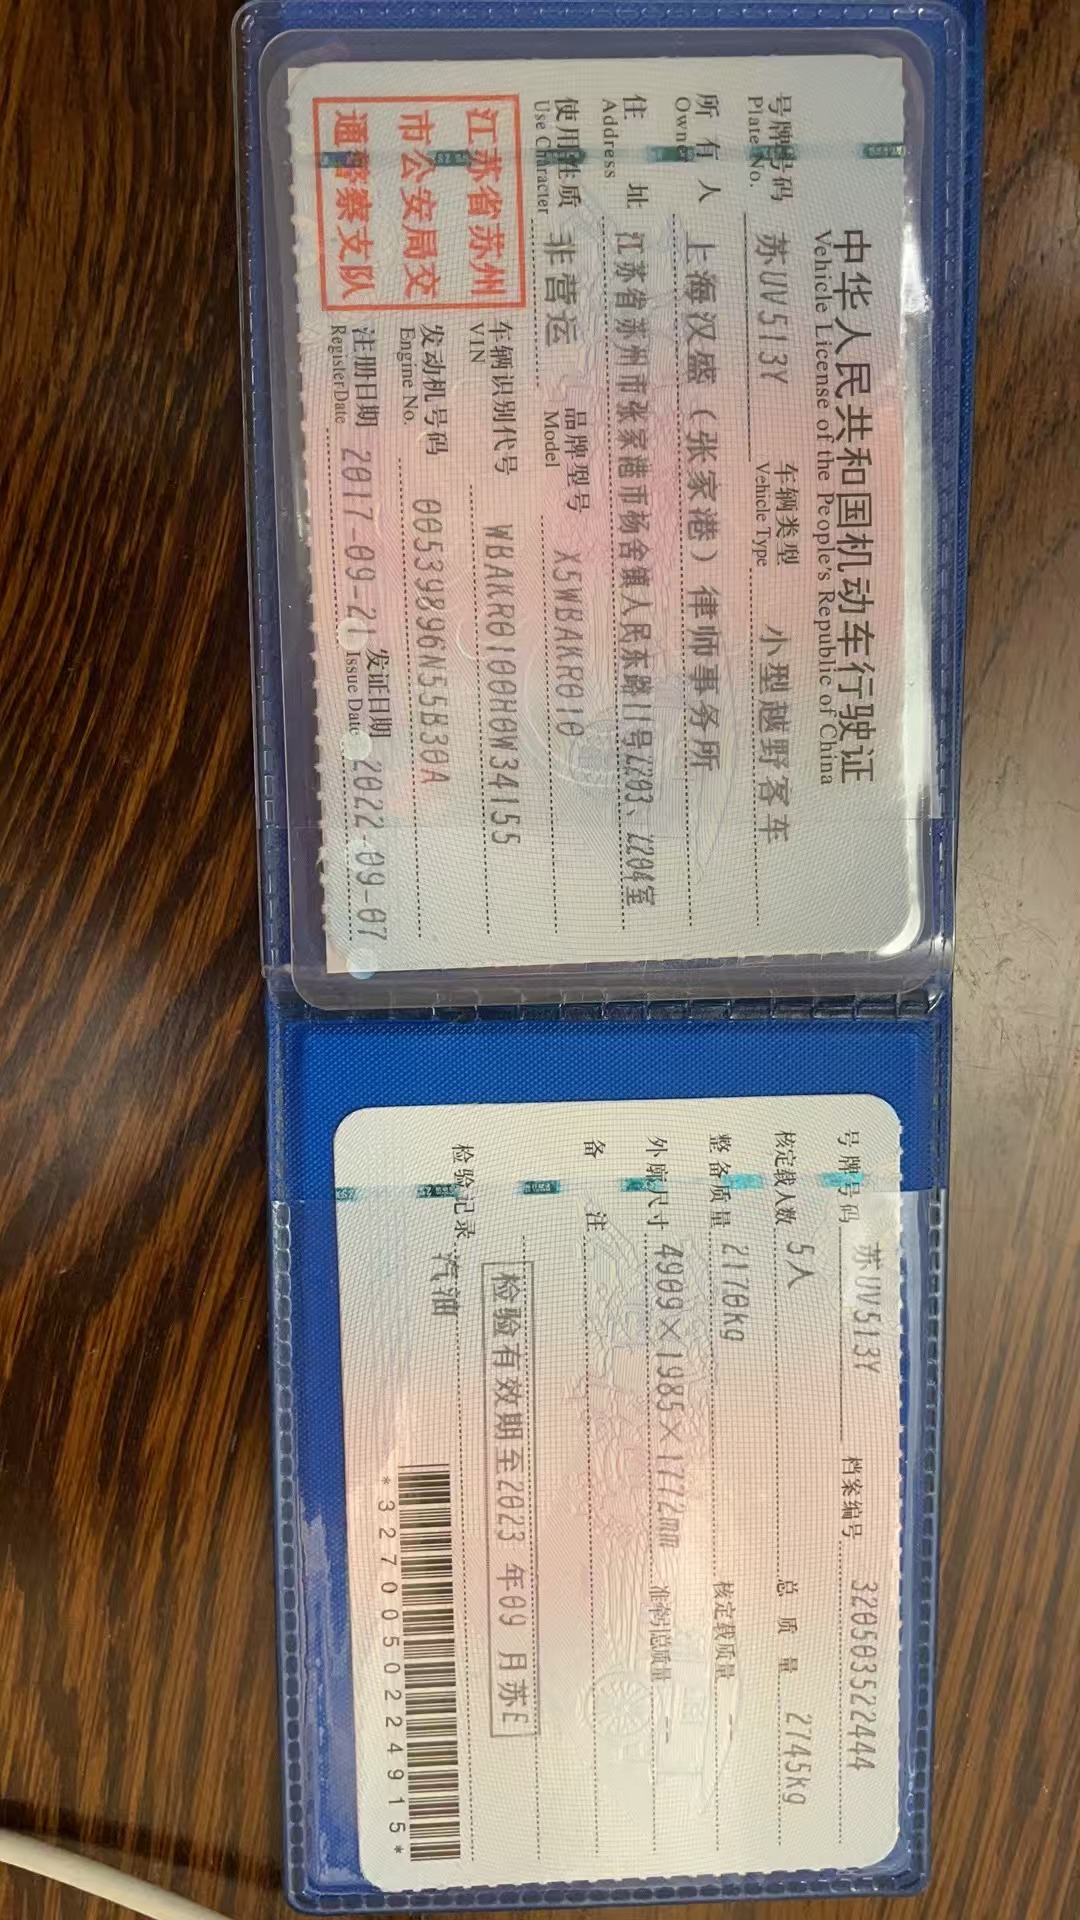 中华人民共和国机动车行驶证
Vehicle License of the People's Republic of China
号牌号码 苏UV513Y 车辆类型 小型越野客车
Plate No. Vehicle Type
所有人 上海汉盛（张家港）律师事务所
Owner
住址 江苏省苏州市张家港市杨舍镇人民东路11号2203、2204室
Address
使用性质 非营运 品牌型号 X5WBAKR010
Use Character Model
江苏省苏州
市公安局交
通警察支队
车辆识别代号 WBAKR0100H0W34155
VIN
发动机号码 00539896N55B30A
Engine No.
注册日期 2017-09-21 发证日期 2022-09-07
Register Date Issue Date
号牌号码 苏UV513Y 档案编号 320503522444
核定载人数 5人 总质量 2745kg
整备质量 2170kg 核定载质量 --
外廓尺寸 4909×1985×1772mm 准牵引总质量 --
备注
检验有效期至2023年09月苏E
检验记录 汽油
*3270050224915*